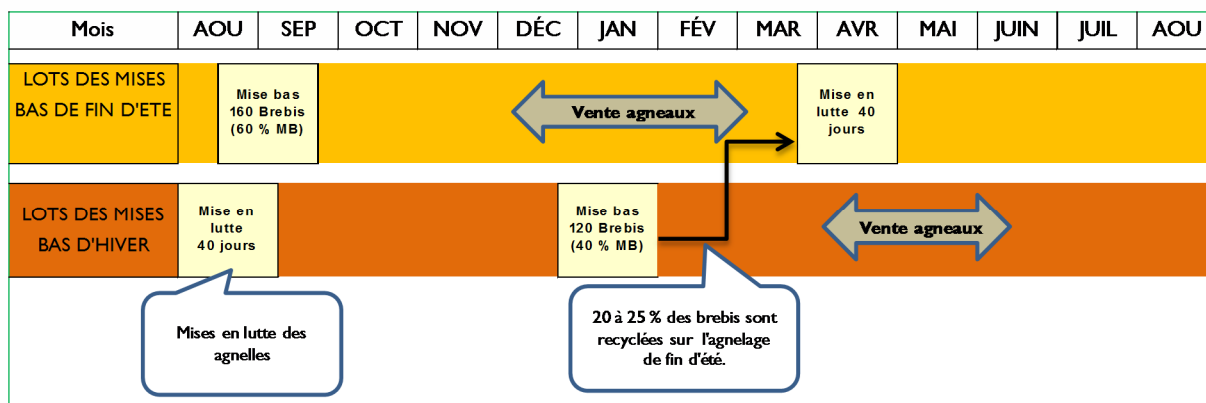 Mois AOU SEP OCT NOV DÉC JAN FÉV MAR AVR MAI JUIN JUIL AOU
LOTS DES MISES
BAS DE FIN D'ETE
Mise bas
160 Brebis
(60 % MB)
Vente agneaux
Mise en
lutte 40
jours
LOTS DES MISES
BAS D'HIVER
Mise en
lutte
40 jours
Mise bas
120 Brebis
(40 % MB)
Vente agneaux
Mises en lutte des
agnelles
20 à 25 % des brebis sont
recyclées sur l'agnelage
de fin d'été.